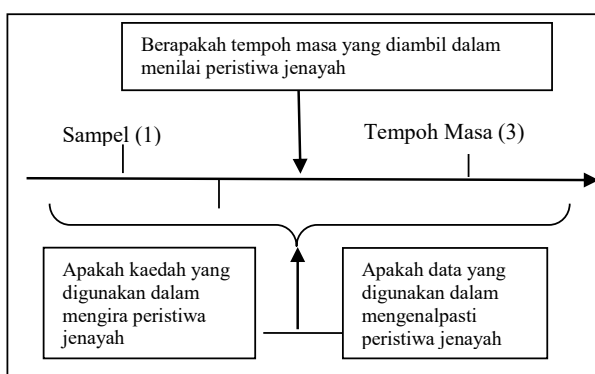 Berapakah tempoh masa yang diambil dalam
menilai peristiwa jenayah
Sampel (1)
Tempoh Masa (3)
Apakah kaedah yang
digunakan dalam
mengira peristiwa
jenayah
Apakah data yang
digunakan dalam
mengenalpasti
peristiwa jenayah